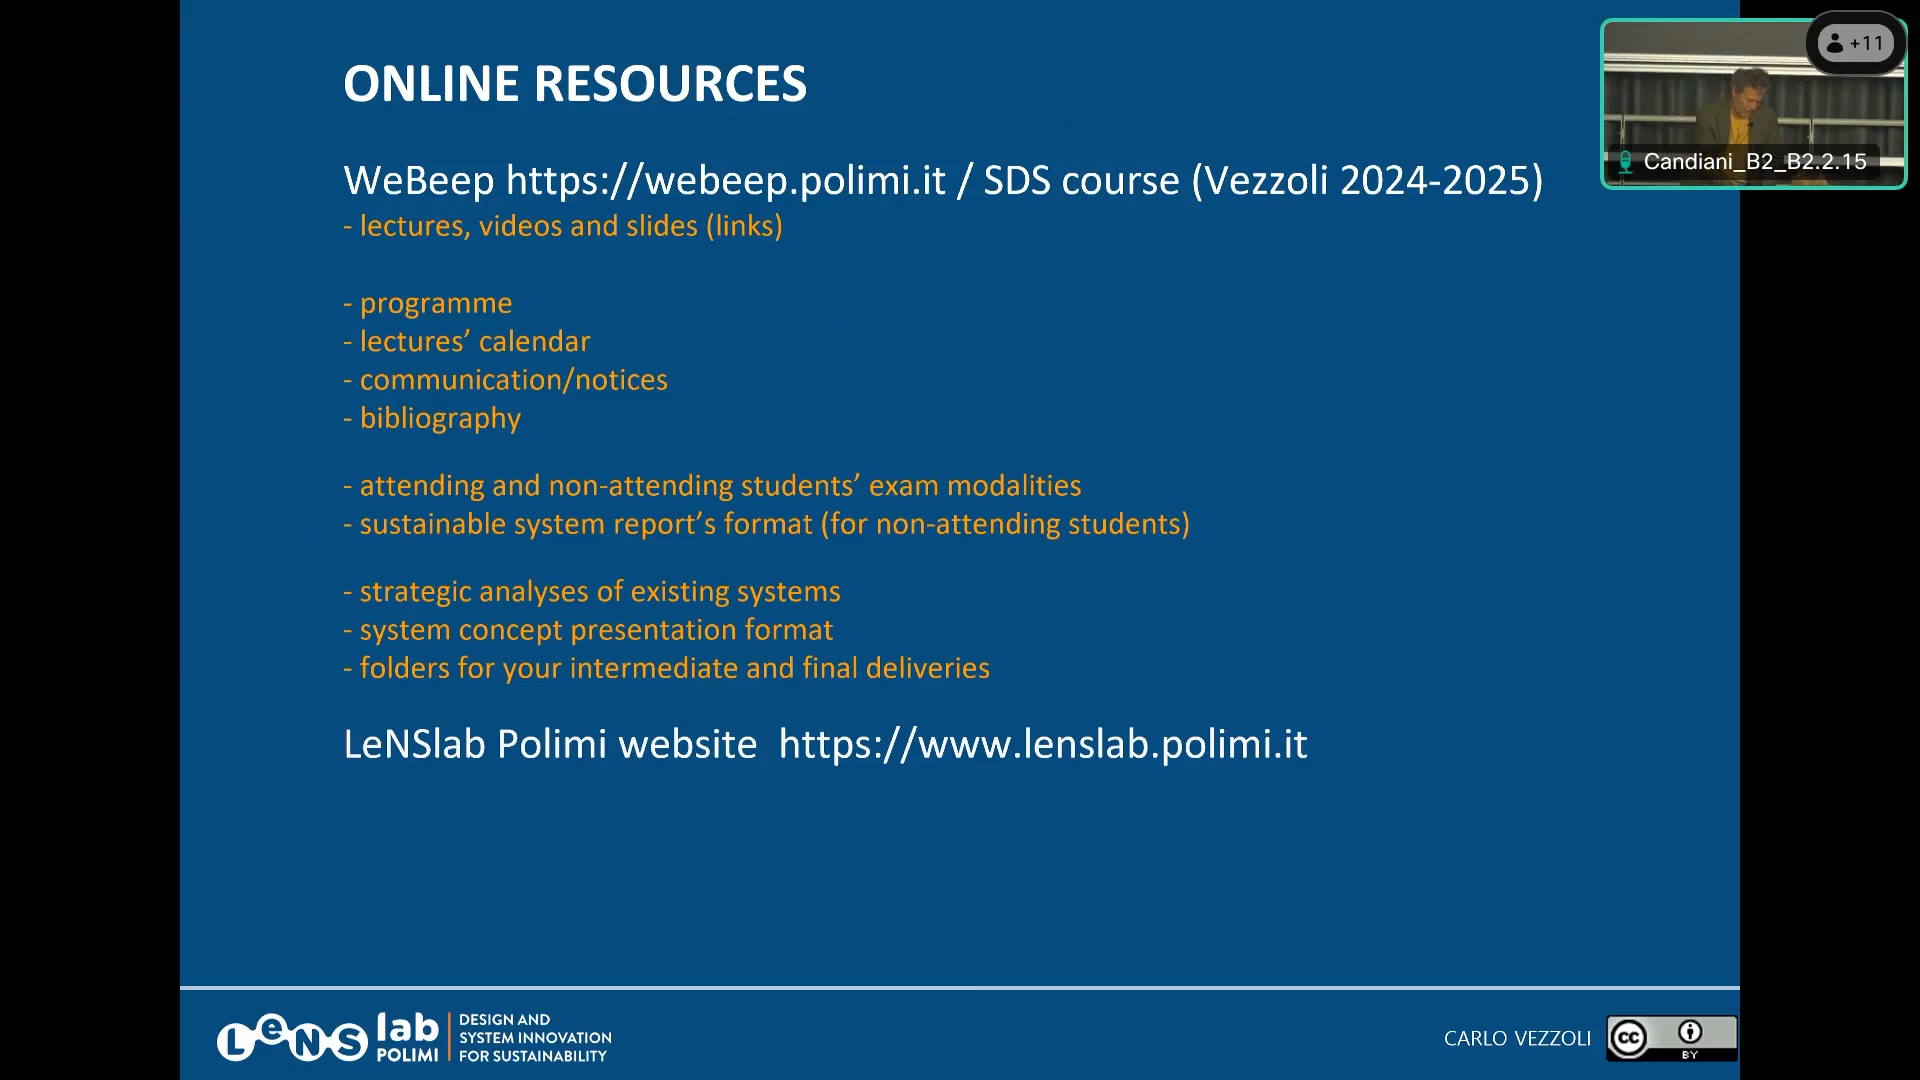 ONLINE RESOURCES
WeBeep https://webeep.polimi.it / SDS course (Vezzoli 2024-2025)
- lectures, videos and slides (links)
- programme
- lectures’ calendar
- communication/notices
- bibliography
- attending and non-attending students’ exam modalities
- sustainable system report’s format (for non-attending students)
- strategic analyses of existing systems
- system concept presentation format
- folders for your intermediate and final deliveries
LeNSlab Polimi website https://www.lenslab.polimi.it
+11
Candiani_B2_B2.2.15
LeNS lab
POLIMI
DESIGN AND
SYSTEM INNOVATION
FOR SUSTAINABILITY
CARLO VEZZOLI
cc
BY